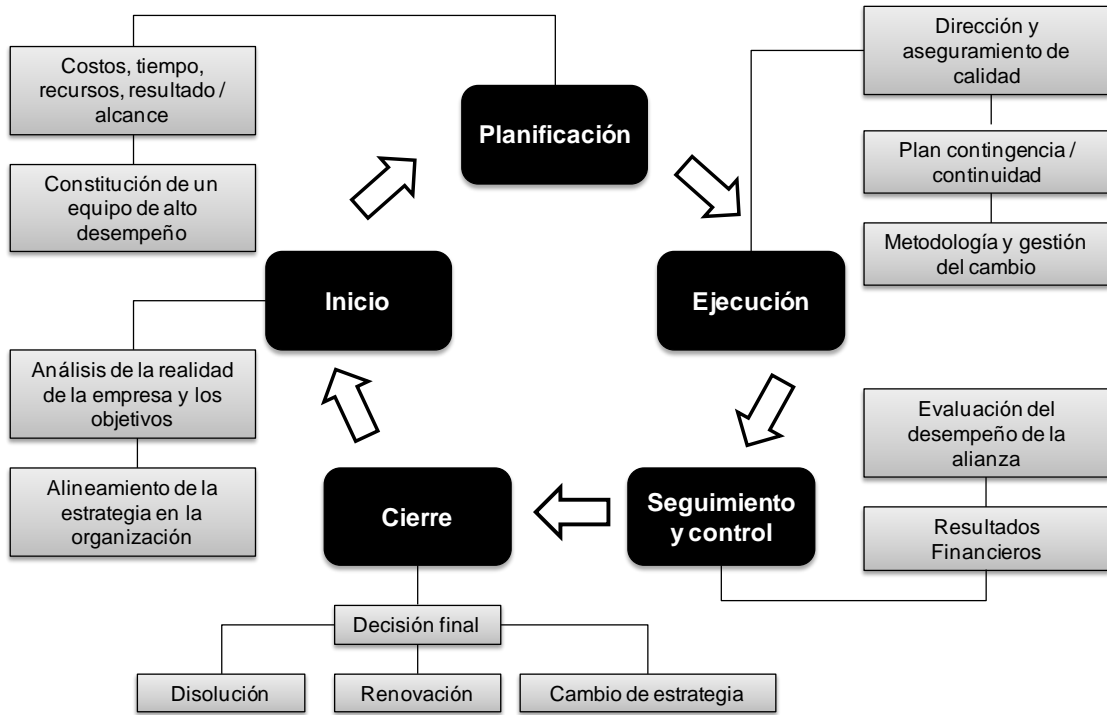 Costos, tiempo,
recursos, resultado /
alcance
Constitución de un
equipo de alto
desempeño
Planificación
Dirección y
aseguramiento de
calidad
Plan contingencia /
continuidad
Metodología y gestión
del cambio
Inicio
Ejecución
Análisis de la realidad
de la empresa y los
objetivos
Alineamiento de la
estrategia en la
organización
Cierre
Seguimiento
y control
Evaluación del
desempeño de la
alianza
Resultados
Financieros
Decisión final
Disolución
Renovación
Cambio de estrategia